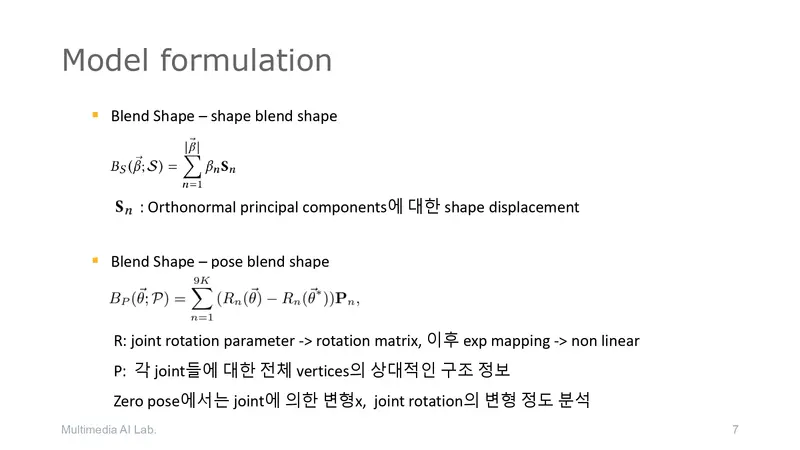 Model formulation
▪ Blend Shape – shape blend shape
$B_S(\vec{\beta}; \mathcal{S}) = \sum_{n=1}^{|\vec{\beta}|} \beta_n \mathbf{S}_n$
$\mathbf{S}_n$ : Orthonormal principal components에 대한 shape displacement
▪ Blend Shape – pose blend shape
$B_P(\vec{\theta}; \mathcal{P}) = \sum_{n=1}^{9K} (R_n(\vec{\theta}) - R_n(\vec{\theta}^*))\mathbf{P}_n,$
R: joint rotation parameter -> rotation matrix, 이후 exp mapping -> non linear
P: 각 joint들에 대한 전체 vertices의 상대적인 구조 정보
Zero pose에서는 joint에 의한 변형x, joint rotation의 변형 정도 분석
Multimedia AI Lab.
7